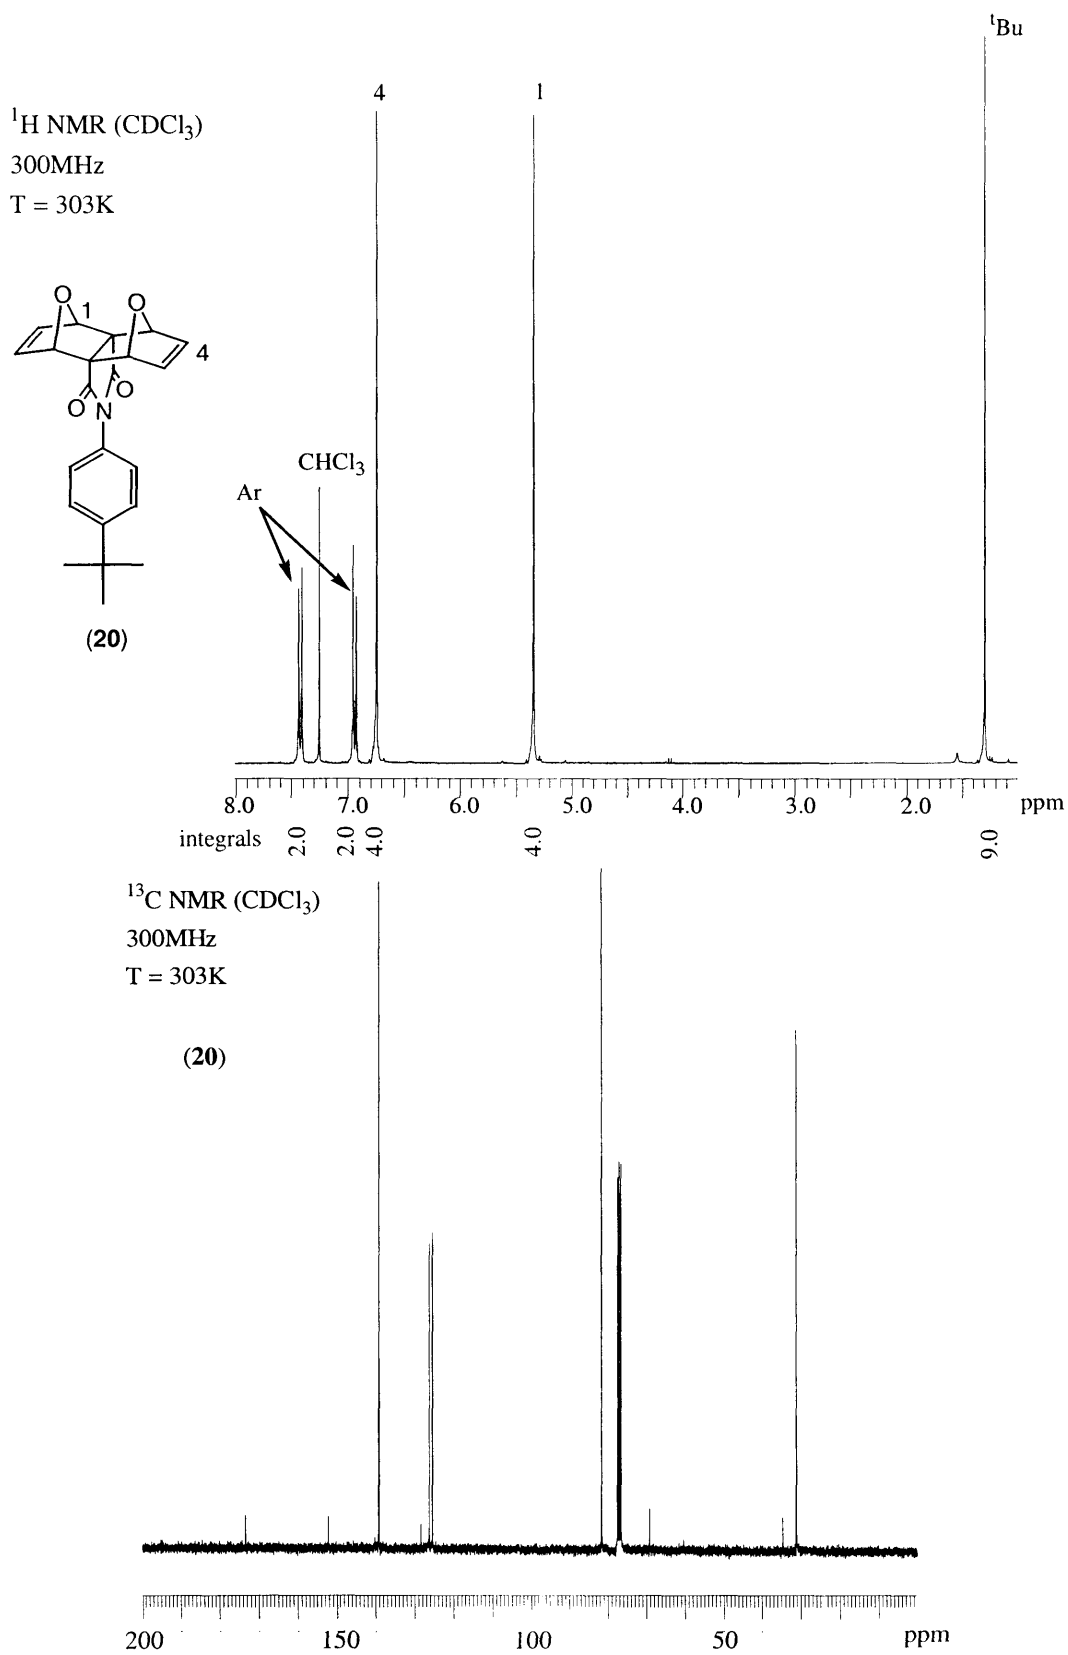 ᵗBu
4
1
¹H NMR (CDCl₃)
300MHz
T = 303K
O
O
1
4
O
O
N
CHCl₃
Ar
(20)
8.0 7.0 6.0 5.0 4.0 3.0 2.0 ppm
integrals 2.0 2.0 4.0 4.0 9.0
¹³C NMR (CDCl₃)
300MHz
T = 303K
(20)
200 150 100 50 ppm